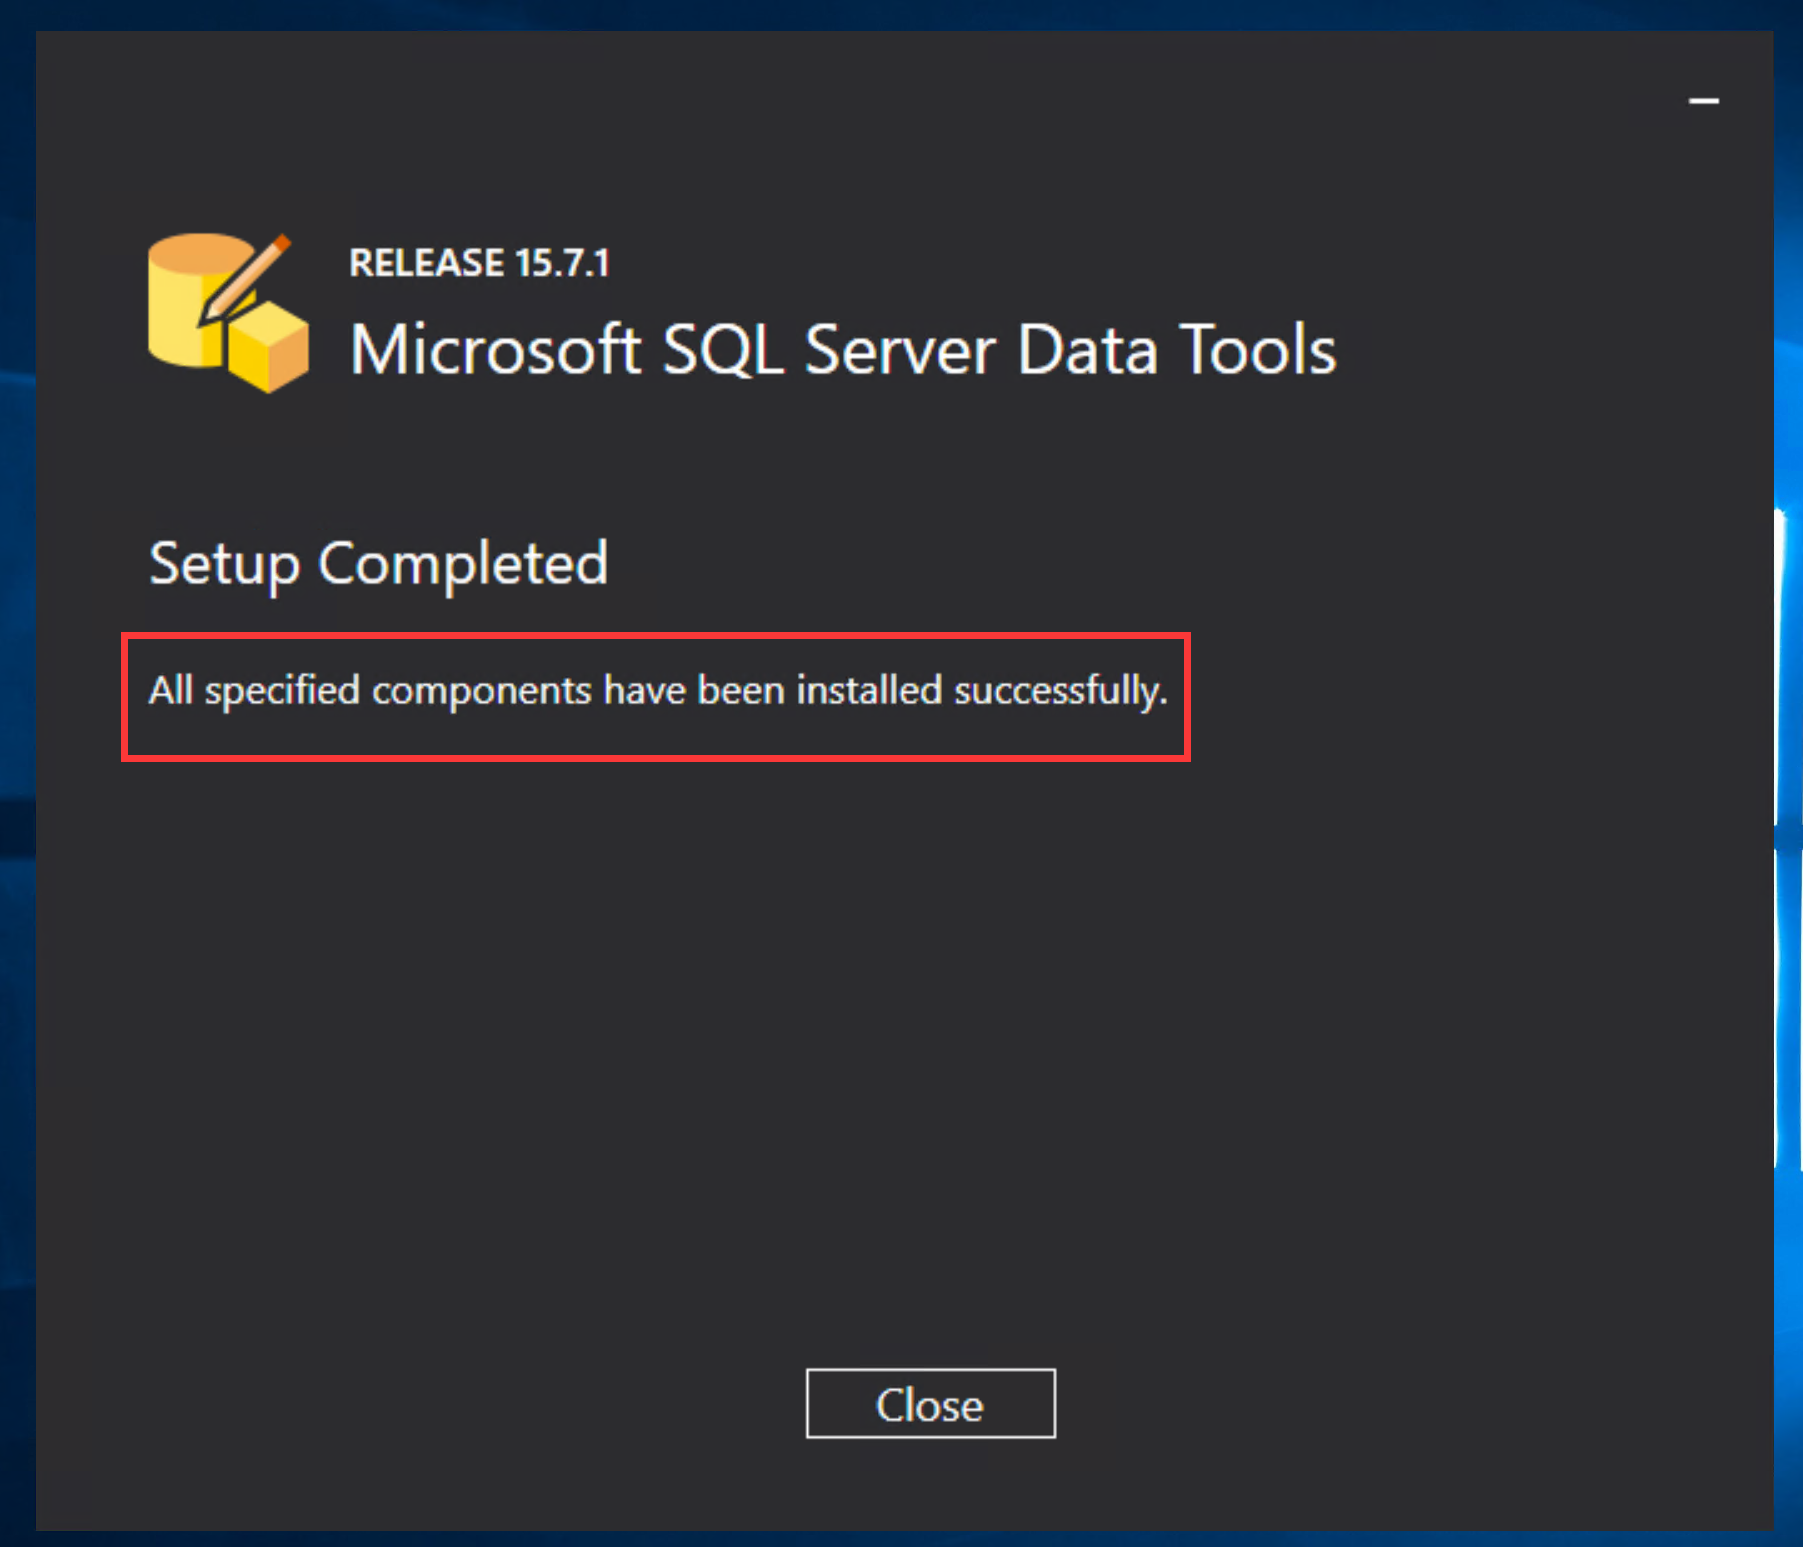 RELEASE 15.7.1
Microsoft SQL Server Data Tools
Setup Completed
All specified components have been installed successfully.
Close